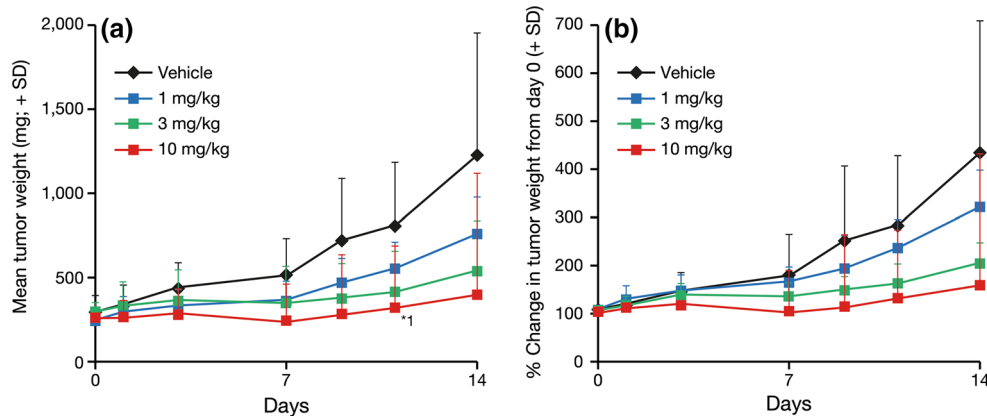 (a)
Mean tumor weight (mg; + SD)
2,000
1,500
1,000
500
0
Vehicle
1 mg/kg
3 mg/kg
10 mg/kg
*1
0
7
14
Days
(b)
% Change in tumor weight from day 0 (+ SD)
700
600
500
400
300
200
100
0
Vehicle
1 mg/kg
3 mg/kg
10 mg/kg
0
7
14
Days